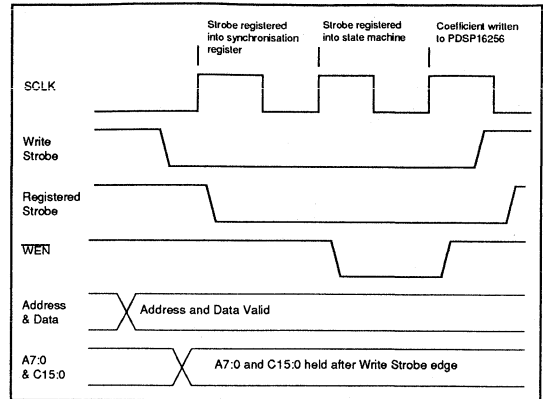 Strobe registered
into synchronisation
register
Strobe registered
into state machine
Coefficient written
to PDSP16256
SCLK
Write
Strobe
Registered
Strobe
WEN
Address
& Data
Address and Data Valid
A7:0
& C15:0
A7:0 and C15:0 held after Write Strobe edge